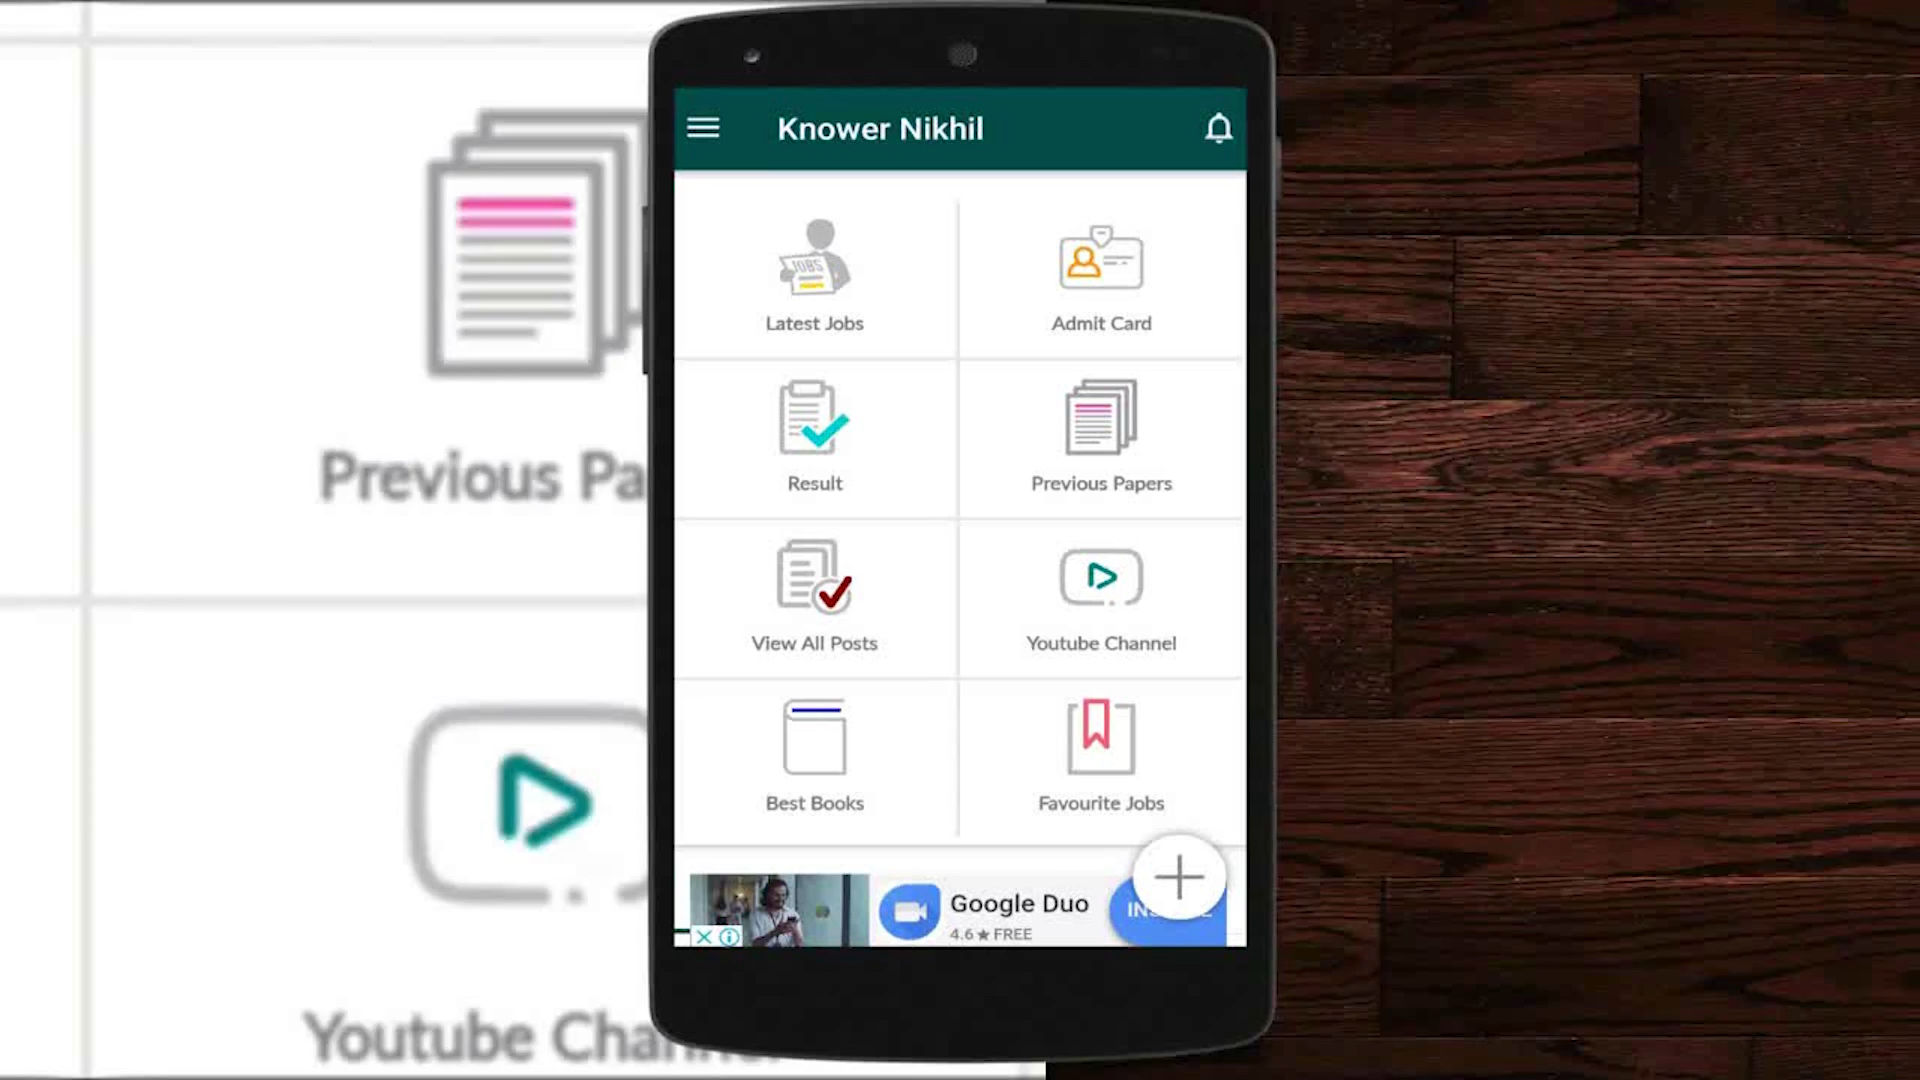 Knower Nikhil
JOBS
Latest Jobs
Admit Card
Result
Previous Papers
View All Posts
Youtube Channel
Best Books
Favourite Jobs
Google Duo
4.6★ FREE
Previous Pa
Youtube Cha